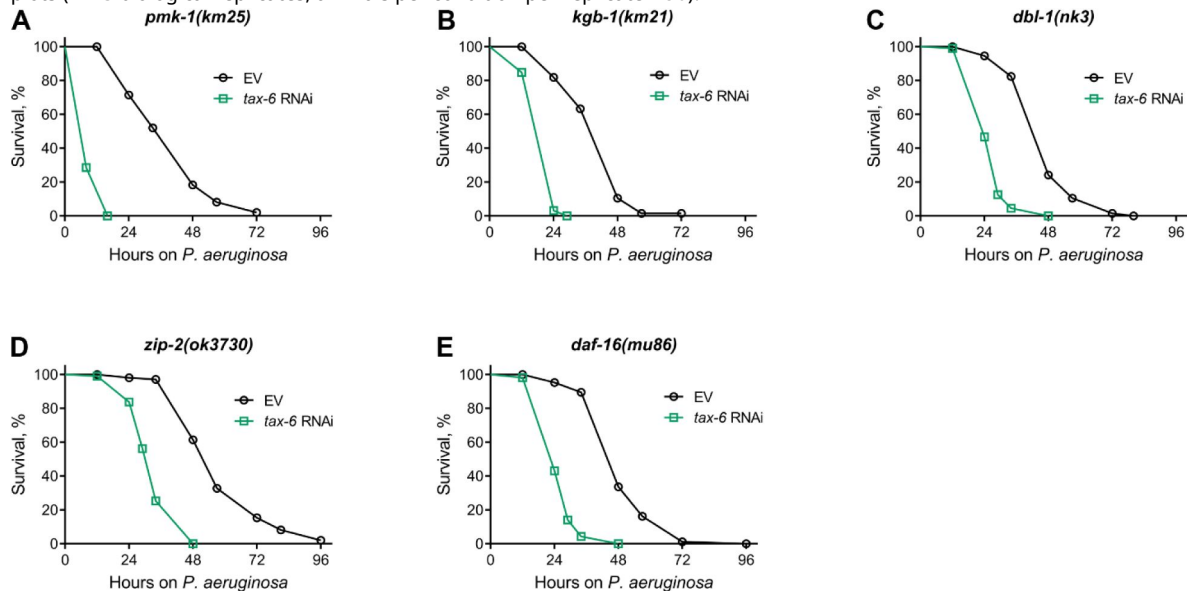 A
pmk-1(km25)
100
80
60
40
20
0
Survival, %
EV
tax-6 RNAi
0 24 48 72 96
Hours on P. aeruginosa
B
kgb-1(km21)
100
80
60
40
20
0
Survival, %
EV
tax-6 RNAi
0 24 48 72 96
Hours on P. aeruginosa
C
dbl-1(nk3)
100
80
60
40
20
0
Survival, %
EV
tax-6 RNAi
0 24 48 72 96
Hours on P. aeruginosa
D
zip-2(ok3730)
100
80
60
40
20
0
Survival, %
EV
tax-6 RNAi
0 24 48 72 96
Hours on P. aeruginosa
E
daf-16(mu86)
100
80
60
40
20
0
Survival, %
EV
tax-6 RNAi
0 24 48 72 96
Hours on P. aeruginosa